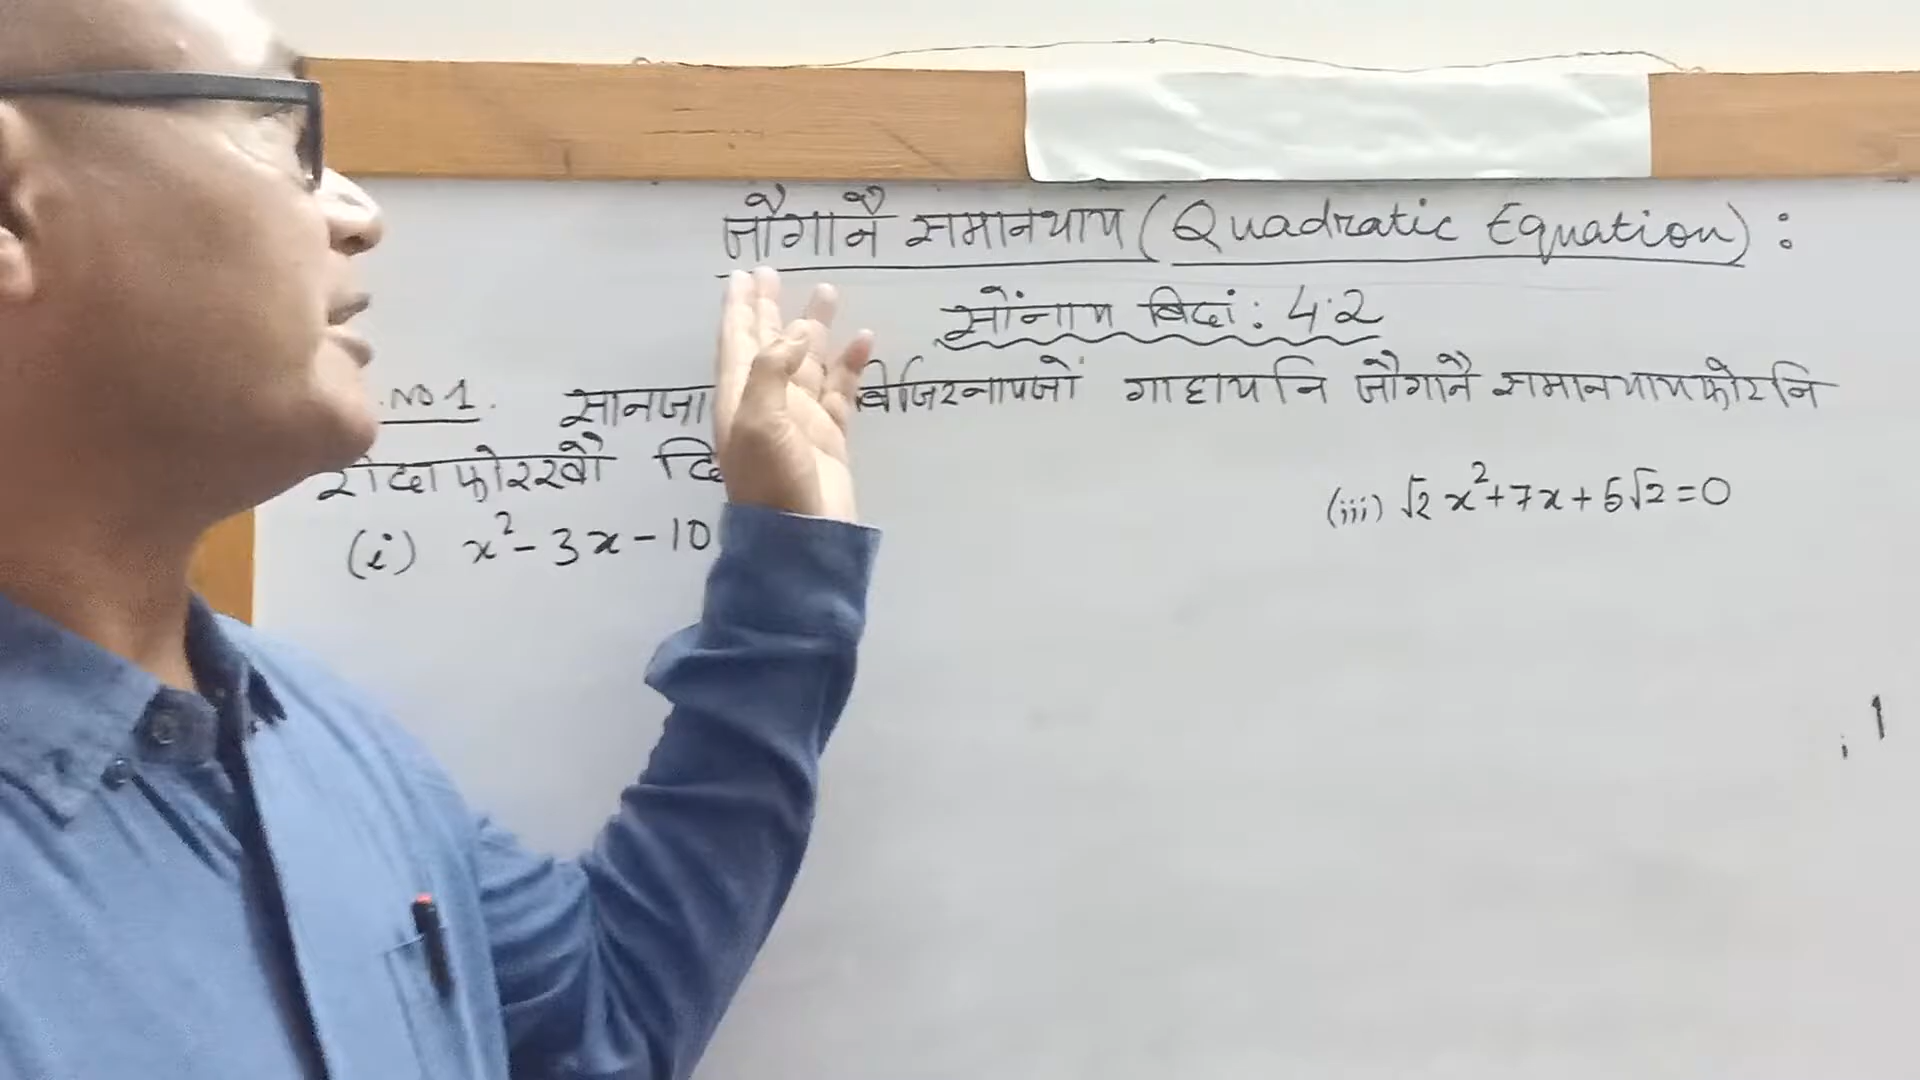 जौगानै समानथाय (Quadratic Equation) :
सोंनाय बिदां : 4.2
.No 1. सानजा बिजिरनायजों गाहायनि जौगानै समानथायफोरनि
रोदाफोरखौ दि
(i) x² - 3x - 10
(iii) √2 x² + 7x + 5√2 = 0